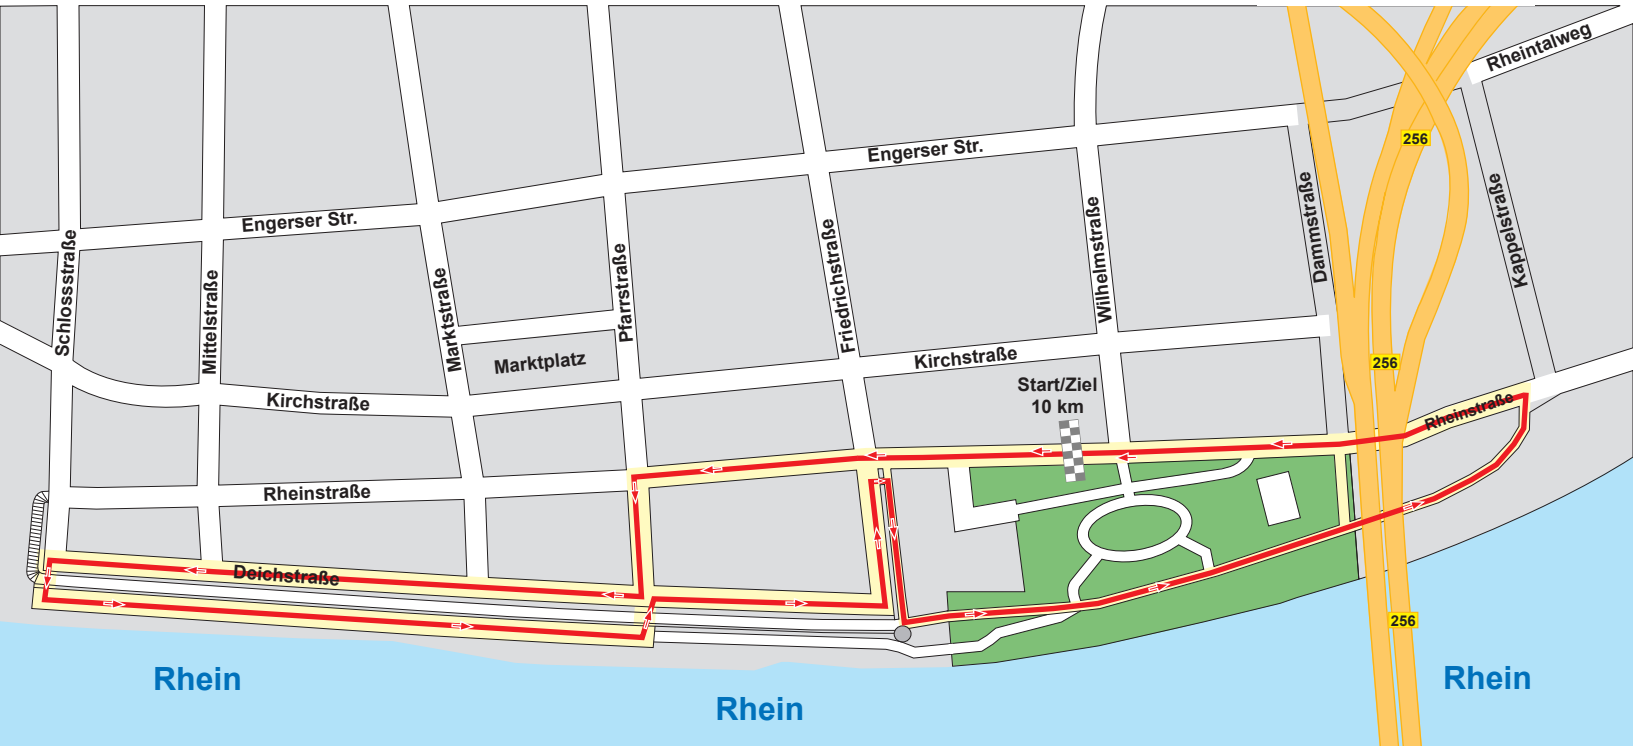 Rheintalweg
256
Engerser Str.
Engerser Str.
Schlossstraße
Mittelstraße
Marktstraße
Pfarrstraße
Friedrichstraße
Wilhelmstraße
Dammstraße
Kappelstraße
Marktplatz
Kirchstraße
256
Kirchstraße
Start/Ziel
10 km
Rheinstraße
Rheinstraße
Deichstraße
256
Rhein
Rhein
Rhein